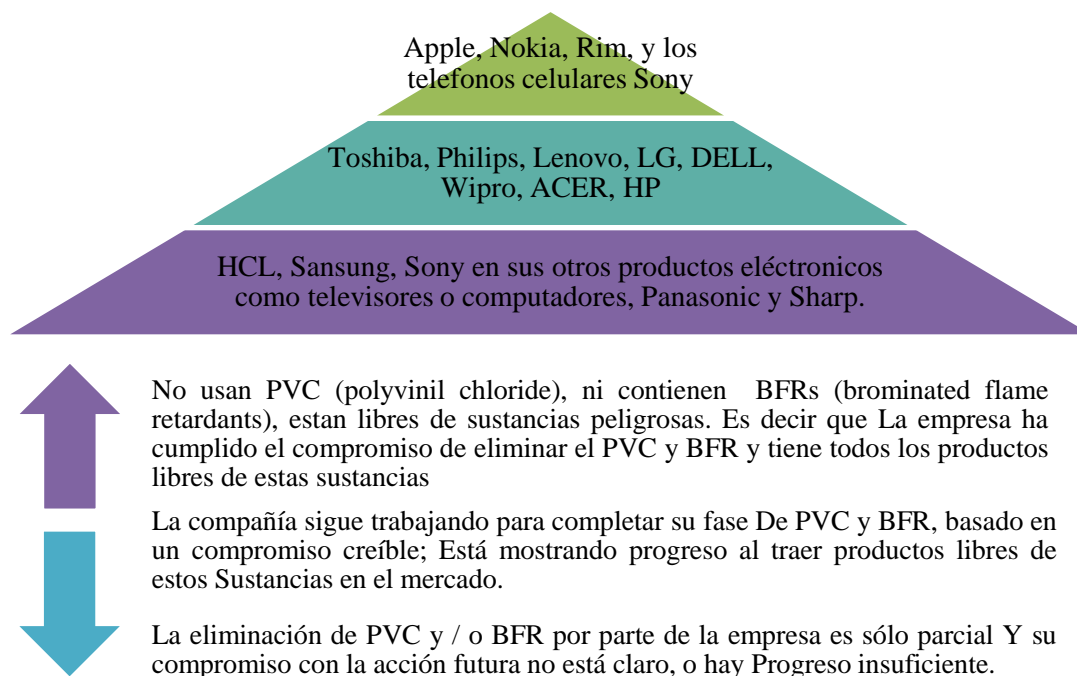 Apple, Nokia, Rim, y los
telefonos celulares Sony
Toshiba, Philips, Lenovo, LG, DELL,
Wipro, ACER, HP
HCL, Sansung, Sony en sus otros productos eléctronicos
como televisores o computadores, Panasonic y Sharp.
No usan PVC (polyvinil chloride), ni contienen BFRs (brominated flame
retardants), estan libres de sustancias peligrosas. Es decir que La empresa ha
cumplido el compromiso de eliminar el PVC y BFR y tiene todos los productos
libres de estas sustancias
La compañía sigue trabajando para completar su fase De PVC y BFR, basado en
un compromiso creíble; Está mostrando progreso al traer productos libres de
estos Sustancias en el mercado.
La eliminación de PVC y / o BFR por parte de la empresa es sólo parcial Y su
compromiso con la acción futura no está claro, o hay Progreso insuficiente.